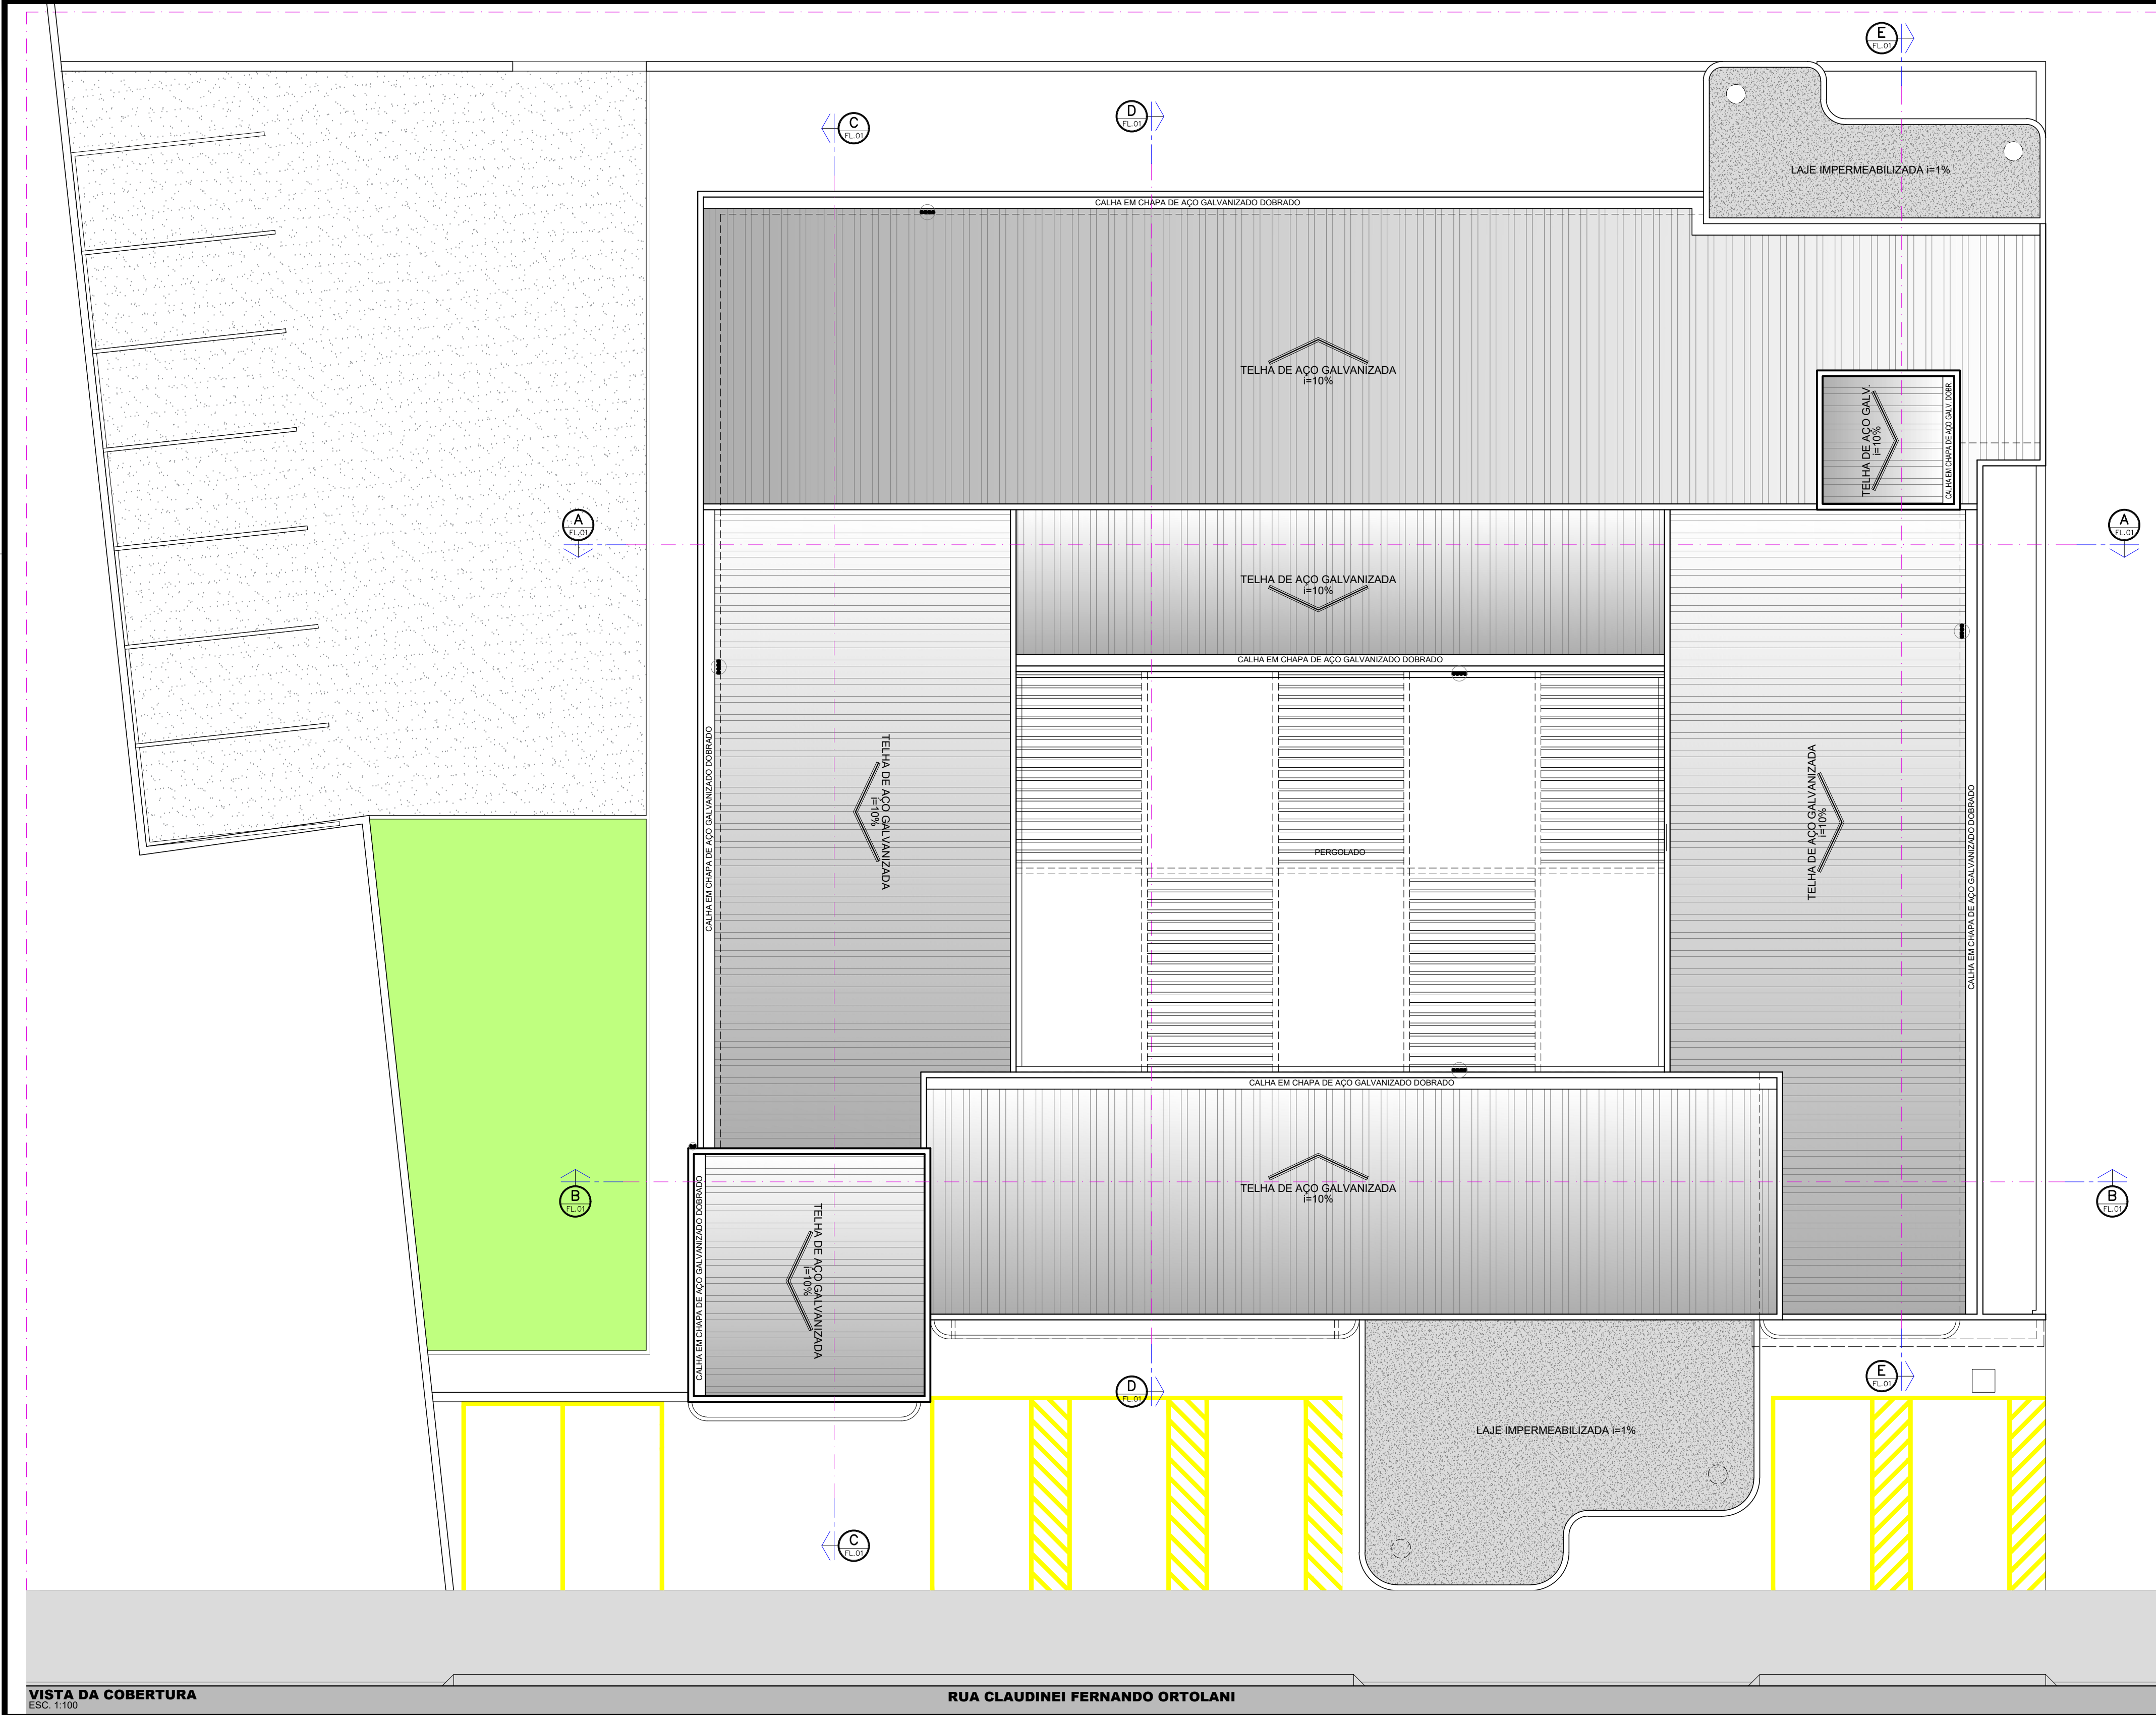 E
FL.01
C
FL.01
D
FL.01
LAJE IMPERMEABILIZADA i=1%
CALHA EM CHAPA DE AÇO GALVANIZADO DOBRADO
TELHA DE AÇO GALVANIZADA
i=10%
TELHA DE AÇO GALV.
i=10%
CALHA EM CHAPA DE AÇO GALV. DOBR.
A
FL.01
A
FL.01
TELHA DE AÇO GALVANIZADA
i=10%
CALHA EM CHAPA DE AÇO GALVANIZADO DOBRADO
CALHA EM CHAPA DE AÇO GALVANIZADO DOBRADO
TELHA DE AÇO GALVANIZADA
i=10%
PERGOLADO
TELHA DE AÇO GALVANIZADA
i=10%
CALHA EM CHAPA DE AÇO GALVANIZADO DOBRADO
CALHA EM CHAPA DE AÇO GALVANIZADO DOBRADO
B
FL.01
TELHA DE AÇO GALVANIZADA
i=10%
B
FL.01
CALHA EM CHAPA DE AÇO GALVANIZADO DOBRADO
TELHA DE AÇO GALVANIZADA
i=10%
D
FL.01
E
FL.01
LAJE IMPERMEABILIZADA i=1%
C
FL.01
VISTA DA COBERTURA
ESC. 1:100
RUA CLAUDINEI FERNANDO ORTOLANI